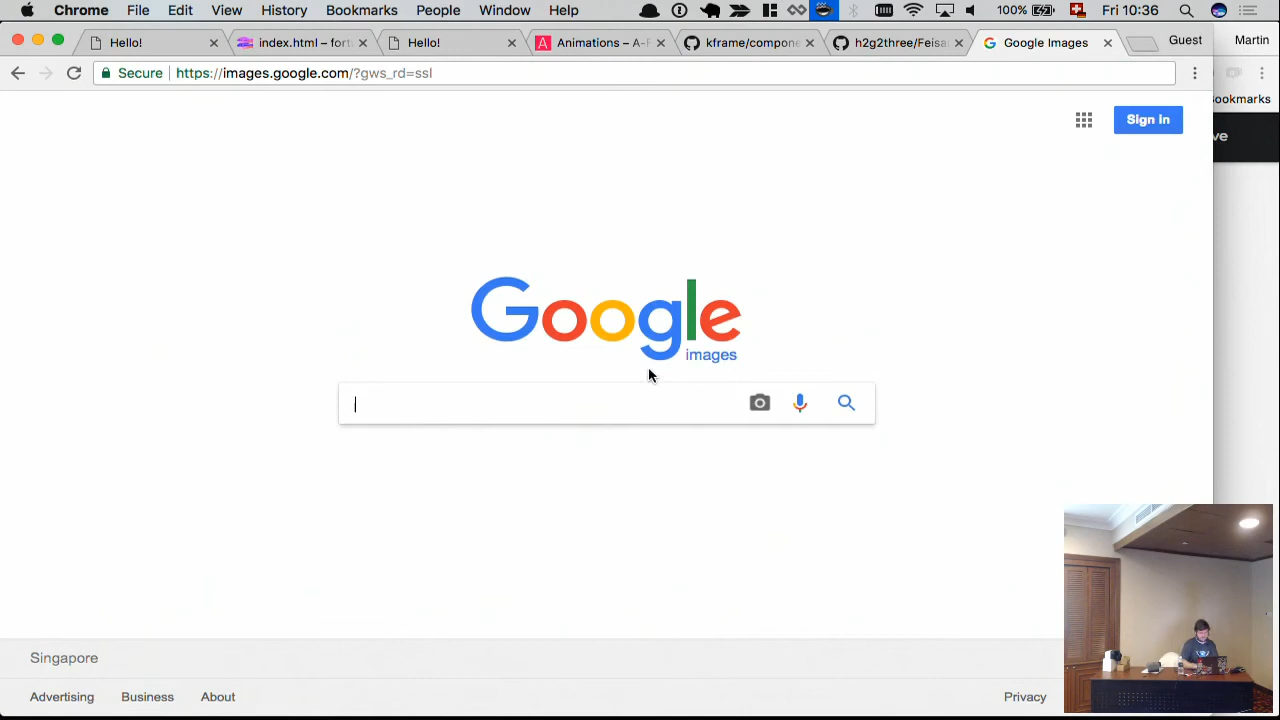 Chrome File Edit View History Bookmarks People Window Help 100% Fri 10:36
Hello! index.html – fort Hello! Animations – A-F kframe/compone h2g2three/Feisa Google Images Guest Martin
Secure https://images.google.com/?gws_rd=ssl
ookmarks
Sign in
ve
Google
images
Singapore
Advertising Business About Privacy